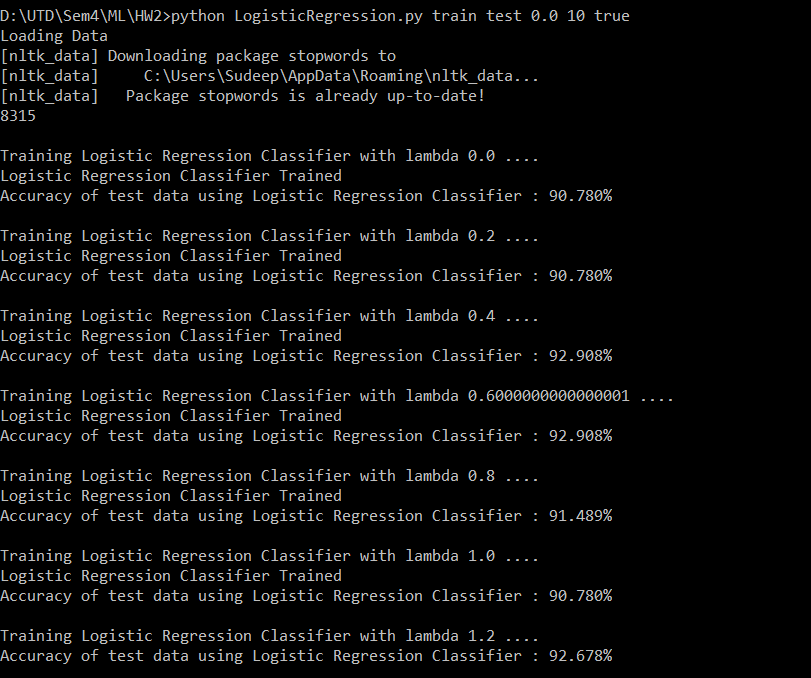 D:\UTD\Sem4\ML\HW2>python LogisticRegression.py train test 0.0 10 true
Loading Data
[nltk_data] Downloading package stopwords to
[nltk_data]     C:\Users\Sudeep\AppData\Roaming\nltk_data...
[nltk_data]   Package stopwords is already up-to-date!
8315
Training Logistic Regression Classifier with lambda 0.0 ....
Logistic Regression Classifier Trained
Accuracy of test data using Logistic Regression Classifier : 90.780%
Training Logistic Regression Classifier with lambda 0.2 ....
Logistic Regression Classifier Trained
Accuracy of test data using Logistic Regression Classifier : 90.780%
Training Logistic Regression Classifier with lambda 0.4 ....
Logistic Regression Classifier Trained
Accuracy of test data using Logistic Regression Classifier : 92.908%
Training Logistic Regression Classifier with lambda 0.6000000000000001 ....
Logistic Regression Classifier Trained
Accuracy of test data using Logistic Regression Classifier : 92.908%
Training Logistic Regression Classifier with lambda 0.8 ....
Logistic Regression Classifier Trained
Accuracy of test data using Logistic Regression Classifier : 91.489%
Training Logistic Regression Classifier with lambda 1.0 ....
Logistic Regression Classifier Trained
Accuracy of test data using Logistic Regression Classifier : 90.780%
Training Logistic Regression Classifier with lambda 1.2 ....
Accuracy of test data using Logistic Regression Classifier : 92.678%